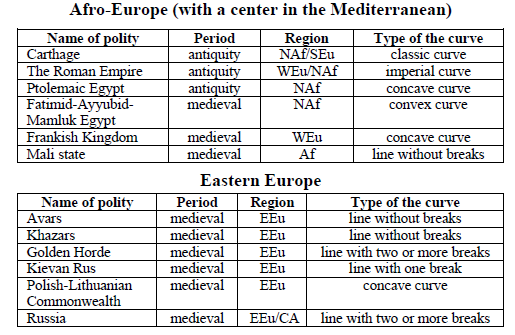 Afro-Europe (with a center in the Mediterranean)
Name of polity Period Region Type of the curve
Carthage antiquity NAf/SEu classic curve
The Roman Empire antiquity WEu/NAf imperial curve
Ptolemaic Egypt antiquity NAf concave curve
Fatimid-Ayyubid- medieval NAf convex curve
Mamluk Egypt
Frankish Kingdom medieval WEu concave curve
Mali state medieval Af line without breaks
Eastern Europe
Name of polity Period Region Type of the curve
Avars medieval EEu line without breaks
Khazars medieval EEu line without breaks
Golden Horde medieval EEu line with two or more breaks
Kievan Rus medieval EEu line with one break
Polish-Lithuanian medieval EEu concave curve
Commonwealth
Russia medieval EEu/CA line with two or more breaks